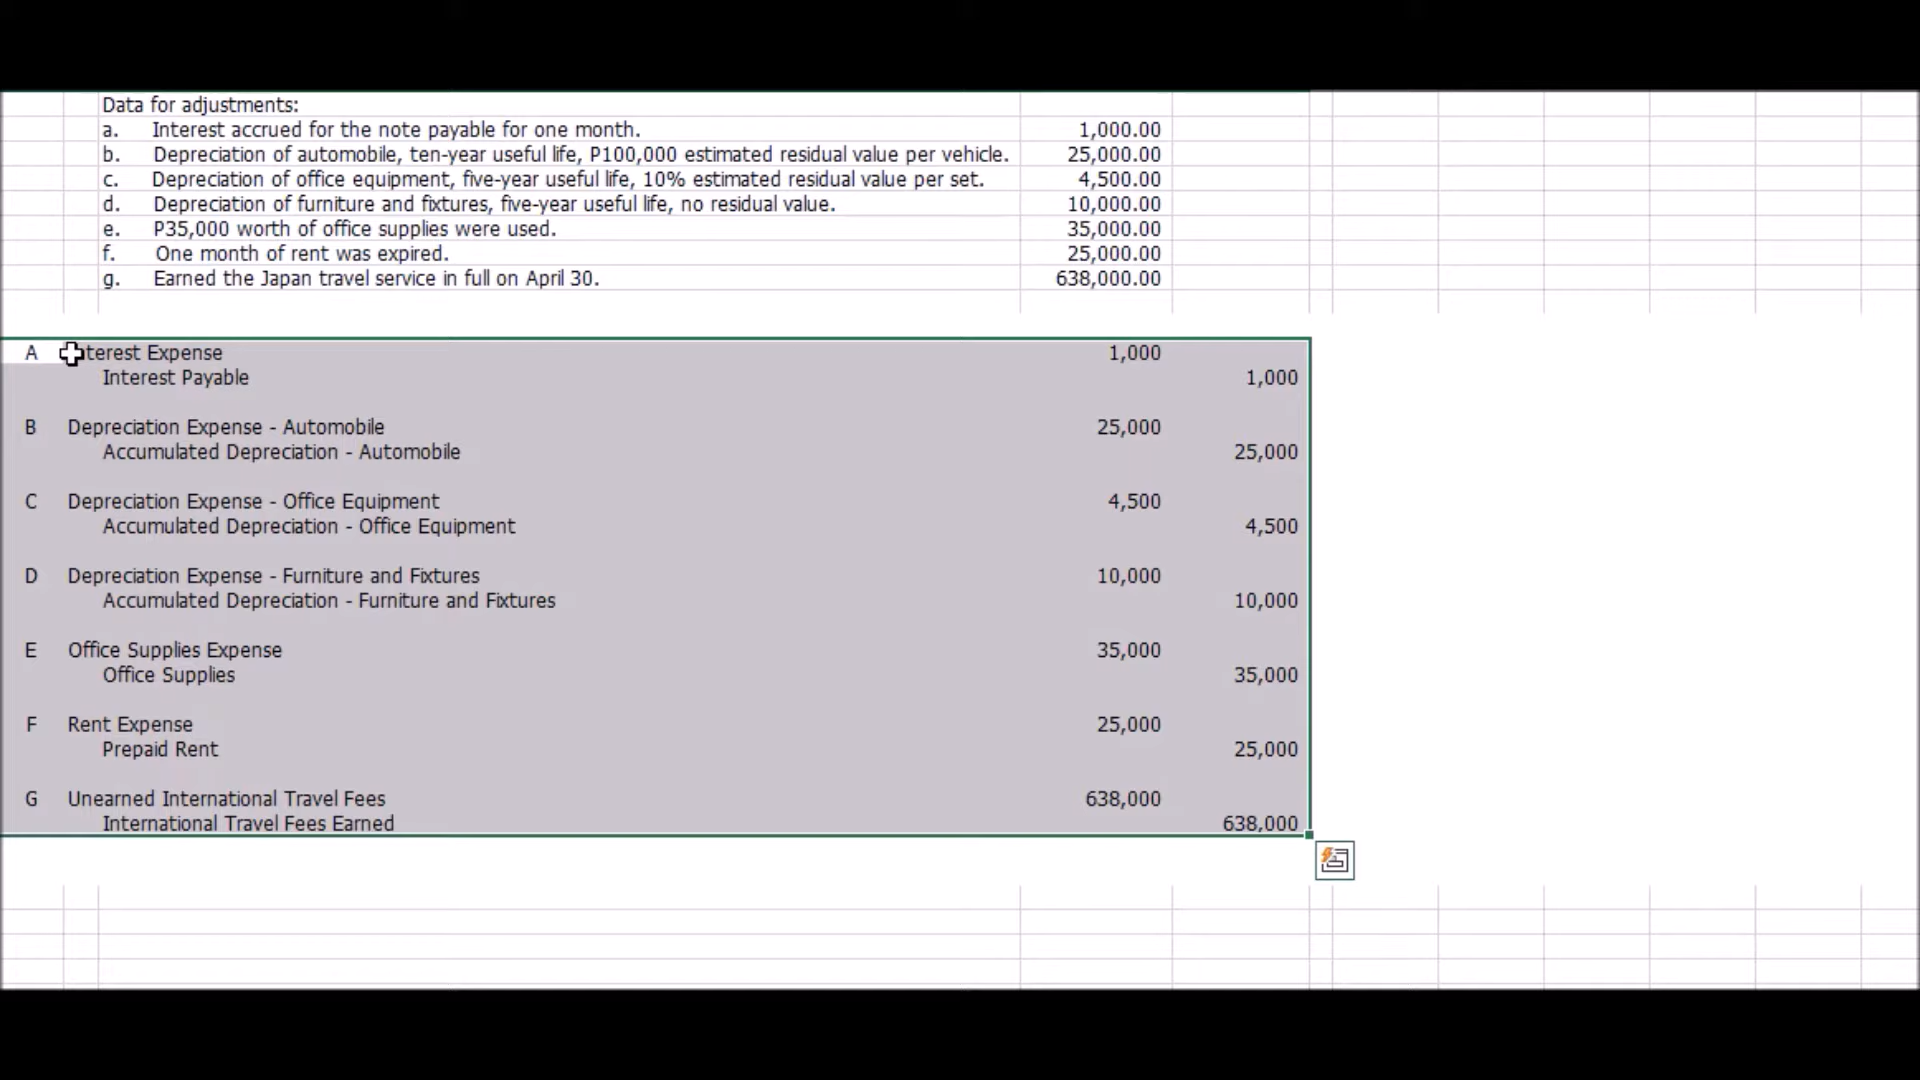 Data for adjustments:
a. Interest accrued for the note payable for one month. 1,000.00
b. Depreciation of automobile, ten-year useful life, P100,000 estimated residual value per vehicle. 25,000.00
c. Depreciation of office equipment, five-year useful life, 10% estimated residual value per set. 4,500.00
d. Depreciation of furniture and fixtures, five-year useful life, no residual value. 10,000.00
e. P35,000 worth of office supplies were used. 35,000.00
f. One month of rent was expired. 25,000.00
g. Earned the Japan travel service in full on April 30. 638,000.00
A terest Expense 1,000
Interest Payable 1,000
B Depreciation Expense - Automobile 25,000
Accumulated Depreciation - Automobile 25,000
C Depreciation Expense - Office Equipment 4,500
Accumulated Depreciation - Office Equipment 4,500
D Depreciation Expense - Furniture and Fixtures 10,000
Accumulated Depreciation - Furniture and Fixtures 10,000
E Office Supplies Expense 35,000
Office Supplies 35,000
F Rent Expense 25,000
Prepaid Rent 25,000
G Unearned International Travel Fees 638,000
International Travel Fees Earned 638,000